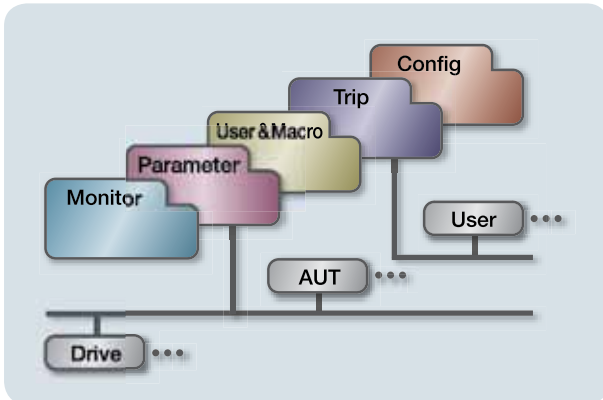 Config
Trip
User & Macro
Parameter
Monitor
User
AUT
Drive